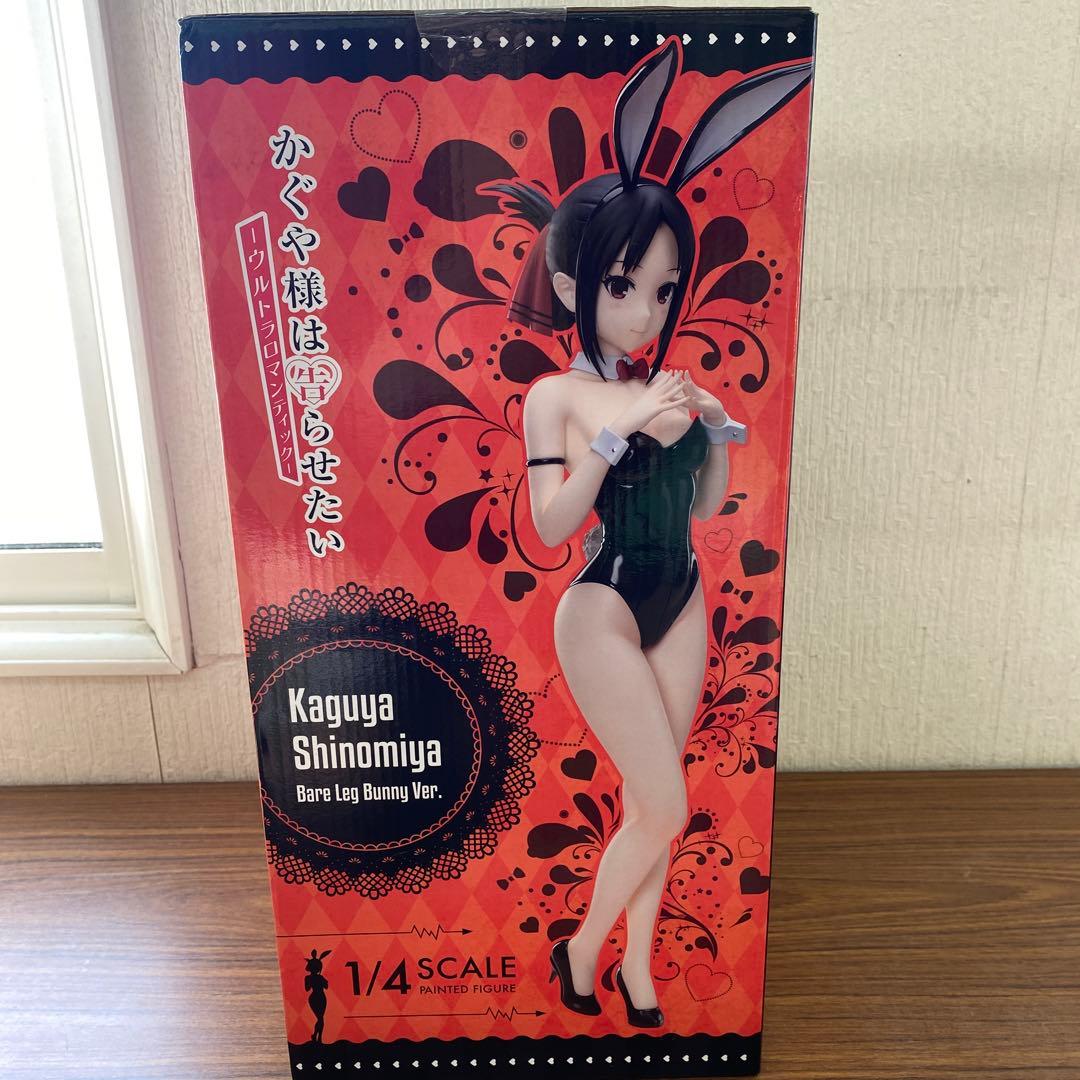 かぐや様は告らせたい
ーウルトラロマンティックー
Kaguya
Shinomiya
Bare Leg Bunny Ver.
1/4 SCALE
PAINTED FIGURE